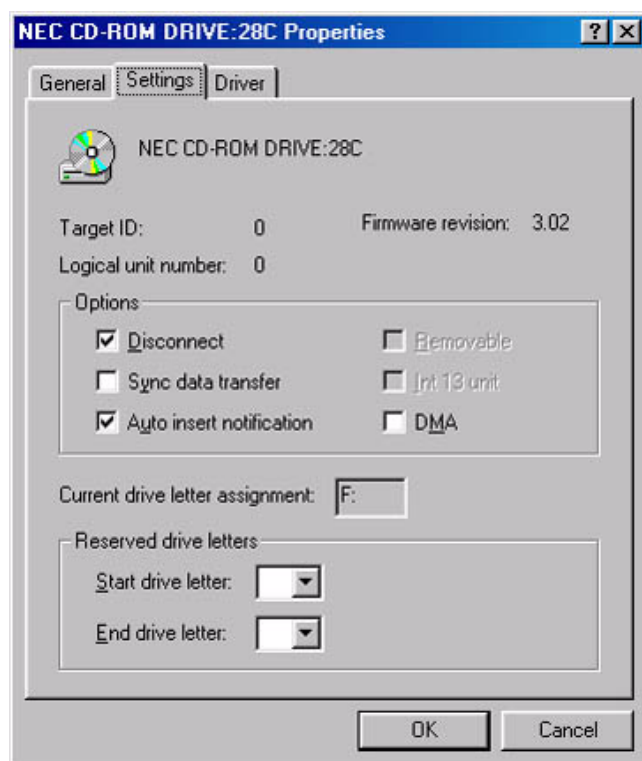 NEC CD-ROM DRIVE:28C Properties
General Settings Driver
NEC CD-ROM DRIVE:28C
Target ID: 0 Firmware revision: 3.02
Logical unit number: 0
Options
Disconnect Removable
Sync data transfer Int 13 unit
Auto insert notification DMA
Current drive letter assignment: F:
Reserved drive letters
Start drive letter:
End drive letter:
OK Cancel